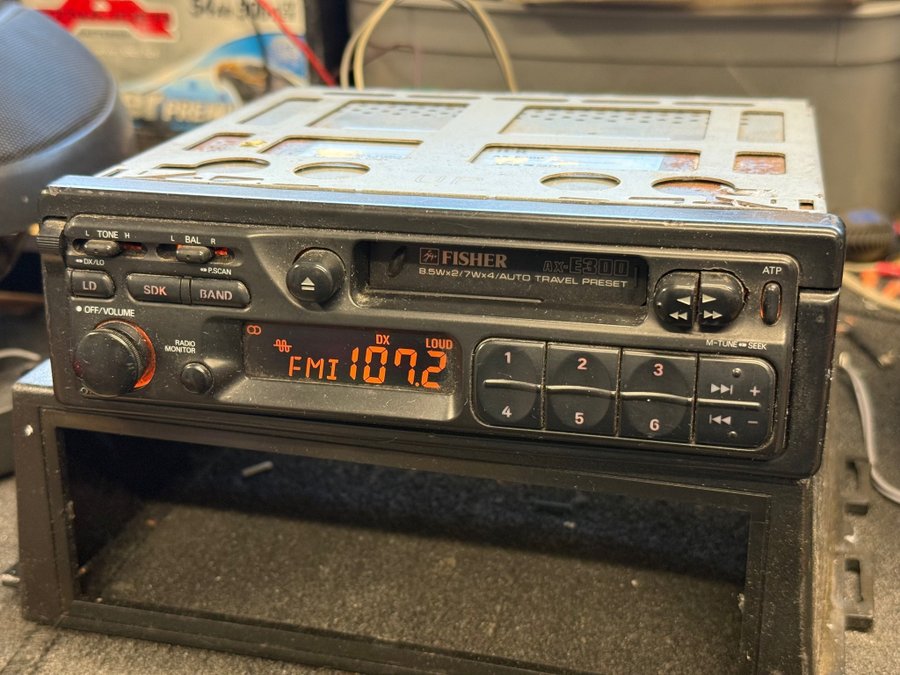 L TONE H
L BAL R
DX/LO
P.SCAN
LD
SDK
BAND
OFF/VOLUME
RADIO
MONITOR
FISHER
AX-E300
8.5W×2/7W×4/AUTO TRAVEL PRESET
ATP
M-TUNE
SEEK
DX
LOUD
FM1 107.2
1
2
3
+
4
5
6
−